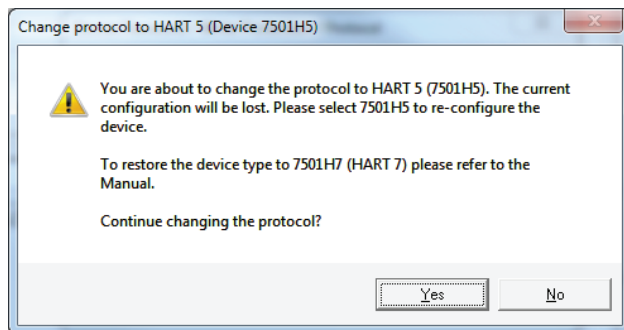 Change protocol to HART 5 (Device 7501H5)
You are about to change the protocol to HART 5 (7501H5). The current
configuration will be lost. Please select 7501H5 to re-configure the
device.
To restore the device type to 7501H7 (HART 7) please refer to the
Manual.
Continue changing the protocol?
Yes
No